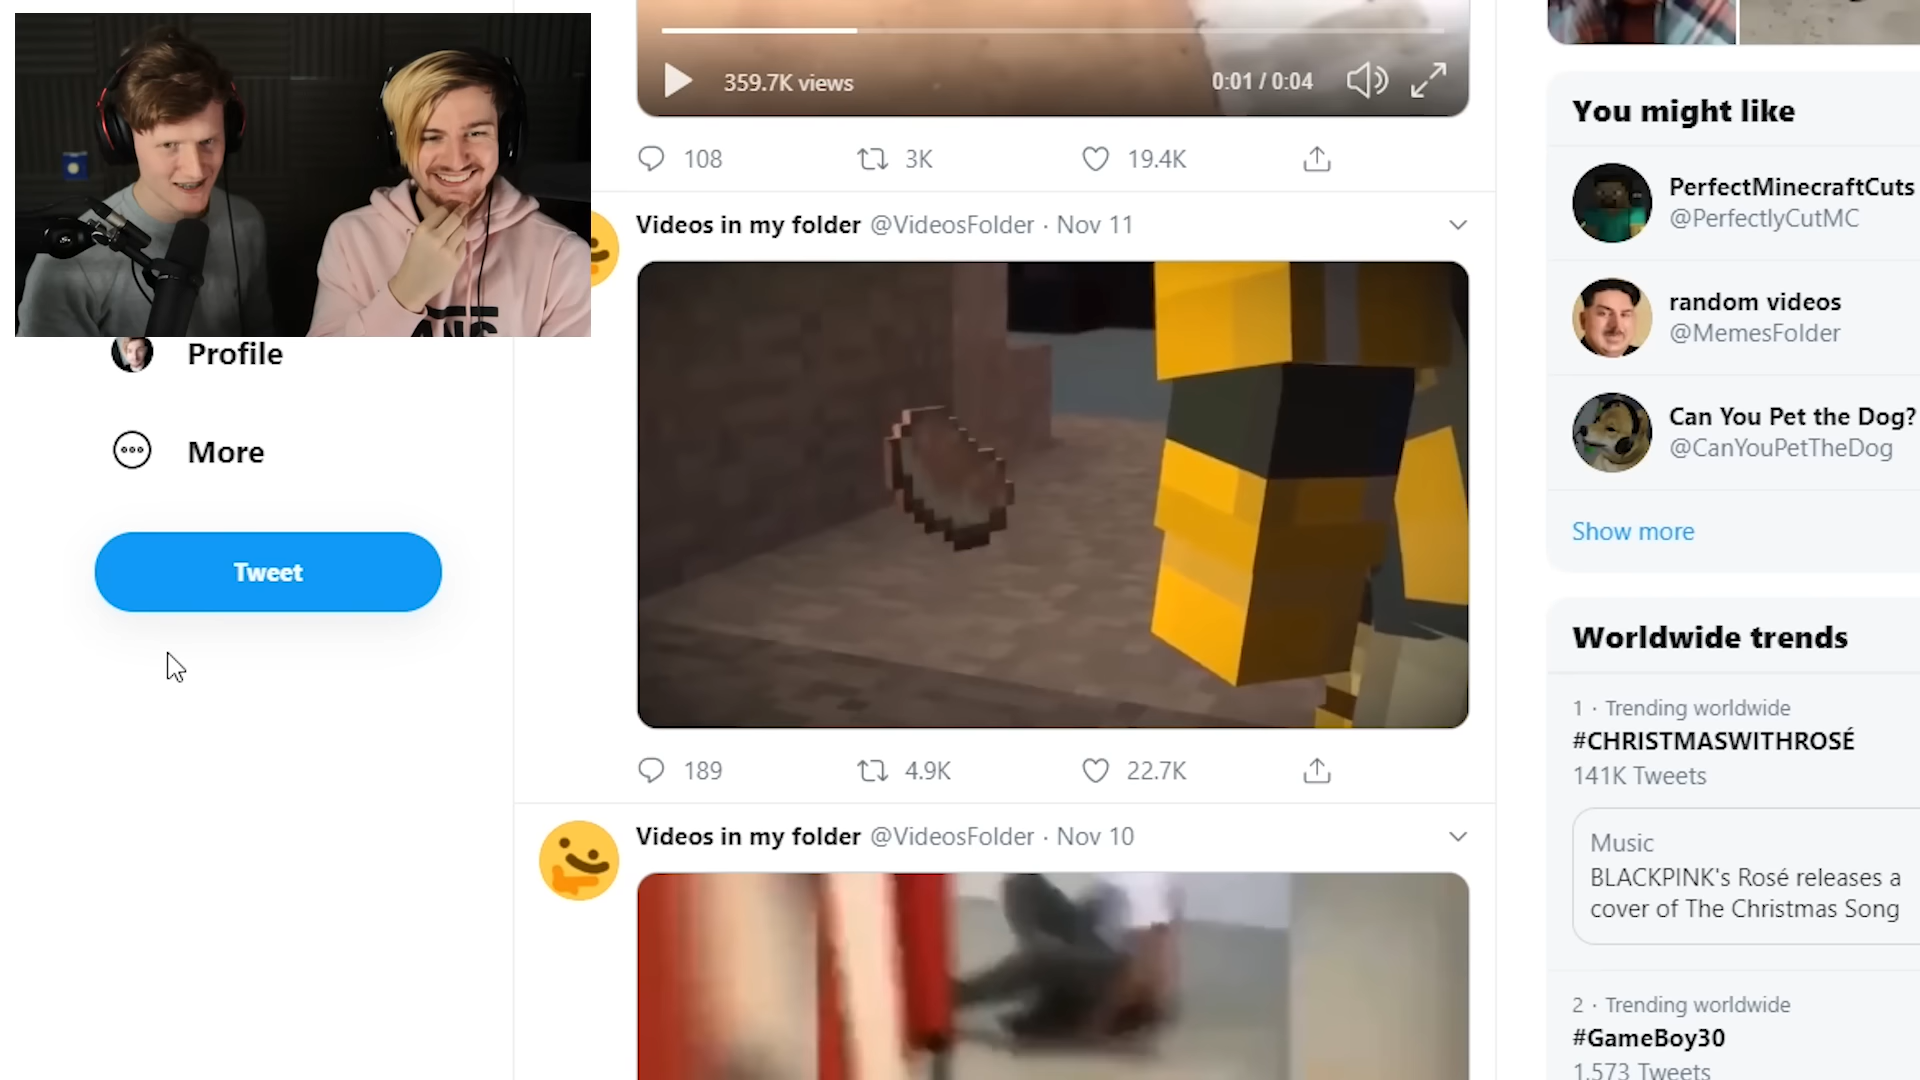 359.7K views
0:01 / 0:04
108
3K
19.4K
Videos in my folder @VideosFolder · Nov 11
189
4.9K
22.7K
Videos in my folder @VideosFolder · Nov 10
Profile
More
Tweet
You might like
PerfectMinecraftCuts
@PerfectlyCutMC
random videos
@MemesFolder
Can You Pet the Dog?
@CanYouPetTheDog
Show more
Worldwide trends
1 · Trending worldwide
#CHRISTMASWITHROSÉ
141K Tweets
Music
BLACKPINK's Rosé releases a
cover of The Christmas Song
2 · Trending worldwide
#GameBoy30
1,573 Tweets